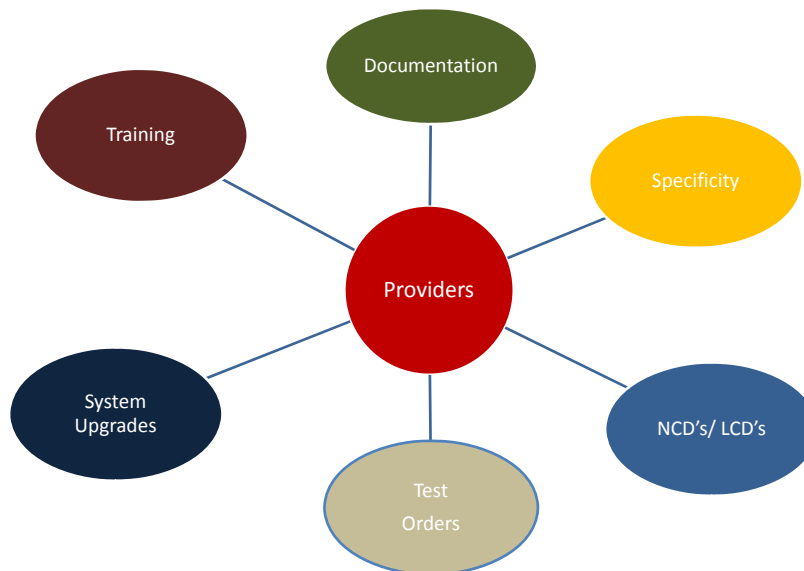 Documentation
Training
Specificity
Providers
System
Upgrades
NCD's/ LCD's
Test
Orders